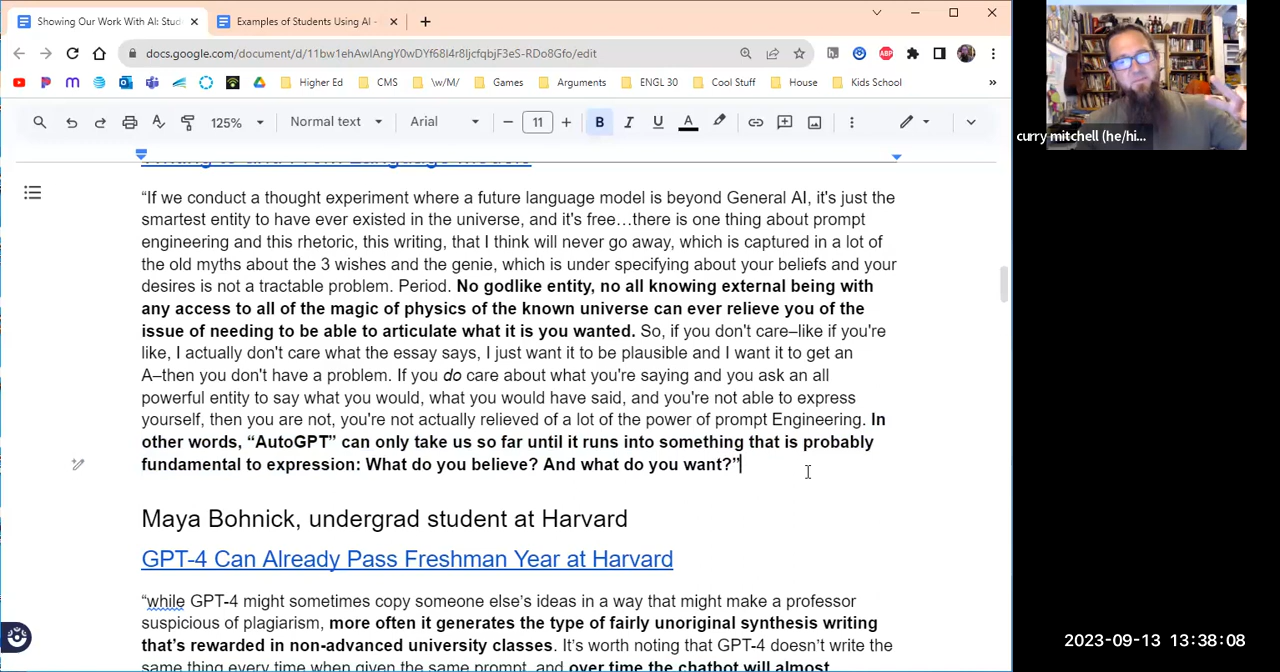 Showing Our Work With AI: Stud
Examples of Students Using AI -
docs.google.com/document/d/11bw1ehAwIAngY0wDYf68I4r8IjcfqbjF3eS-RDo8Gfo/edit
Higher Ed
CMS
\w/M/
Games
Arguments
ENGL 30
Cool Stuff
House
Kids School
»
125%
Normal text
Arial
11
B
I
U
A
curry mitchell (he/hi...
“If we conduct a thought experiment where a future language model is beyond General AI, it's just the
smartest entity to have ever existed in the universe, and it's free…there is one thing about prompt
engineering and this rhetoric, this writing, that I think will never go away, which is captured in a lot of
the old myths about the 3 wishes and the genie, which is under specifying about your beliefs and your
desires is not a tractable problem. Period. No godlike entity, no all knowing external being with
any access to all of the magic of physics of the known universe can ever relieve you of the
issue of needing to be able to articulate what it is you wanted. So, if you don't care–like if you're
like, I actually don't care what the essay says, I just want it to be plausible and I want it to get an
A–then you don't have a problem. If you do care about what you're saying and you ask an all
powerful entity to say what you would, what you would have said, and you're not able to express
yourself, then you are not, you're not actually relieved of a lot of the power of prompt Engineering. In
other words, “AutoGPT” can only take us so far until it runs into something that is probably
fundamental to expression: What do you believe? And what do you want?”
Maya Bohnick, undergrad student at Harvard
GPT-4 Can Already Pass Freshman Year at Harvard
“while GPT-4 might sometimes copy someone else’s ideas in a way that might make a professor
suspicious of plagiarism, more often it generates the type of fairly unoriginal synthesis writing
that’s rewarded in non-advanced university classes. It’s worth noting that GPT-4 doesn’t write the
same thing every time when given the same prompt, and over time the chatbot will almost
2023-09-13 13:38:08